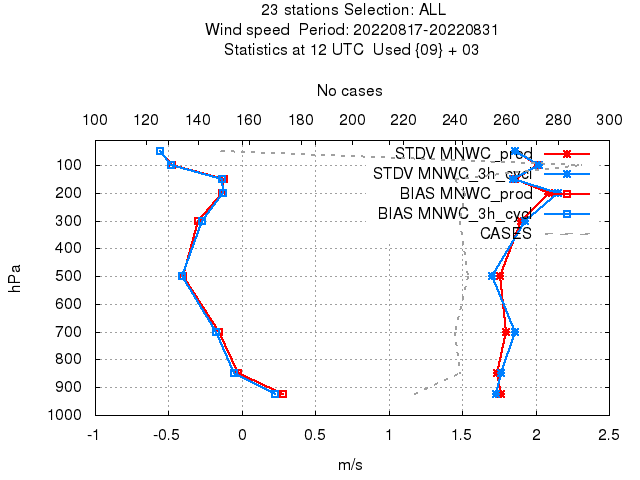 23 stations Selection: ALL
Wind speed  Period: 20220817-20220831
Statistics at 12 UTC  Used {09} + 03
No cases
100 120 140 160 180 200 220 240 260 280 300
STDV MNWC_prod
STDV MNWC_3h_cycl
BIAS MNWC_prod
BIAS MNWC_3h_cycl
CASES
100
200
300
400
500
600
700
800
900
1000
hPa
-1 -0.5 0 0.5 1 1.5 2 2.5
m/s